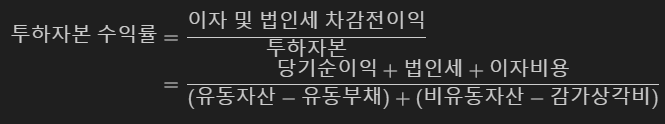 투하자본 수익률 = 이자 및 법인세 차감전이익 / 투하자본
= 당기순이익 + 법인세 + 이자비용 / (유동자산 − 유동부채) + (비유동자산 − 감가상각비)